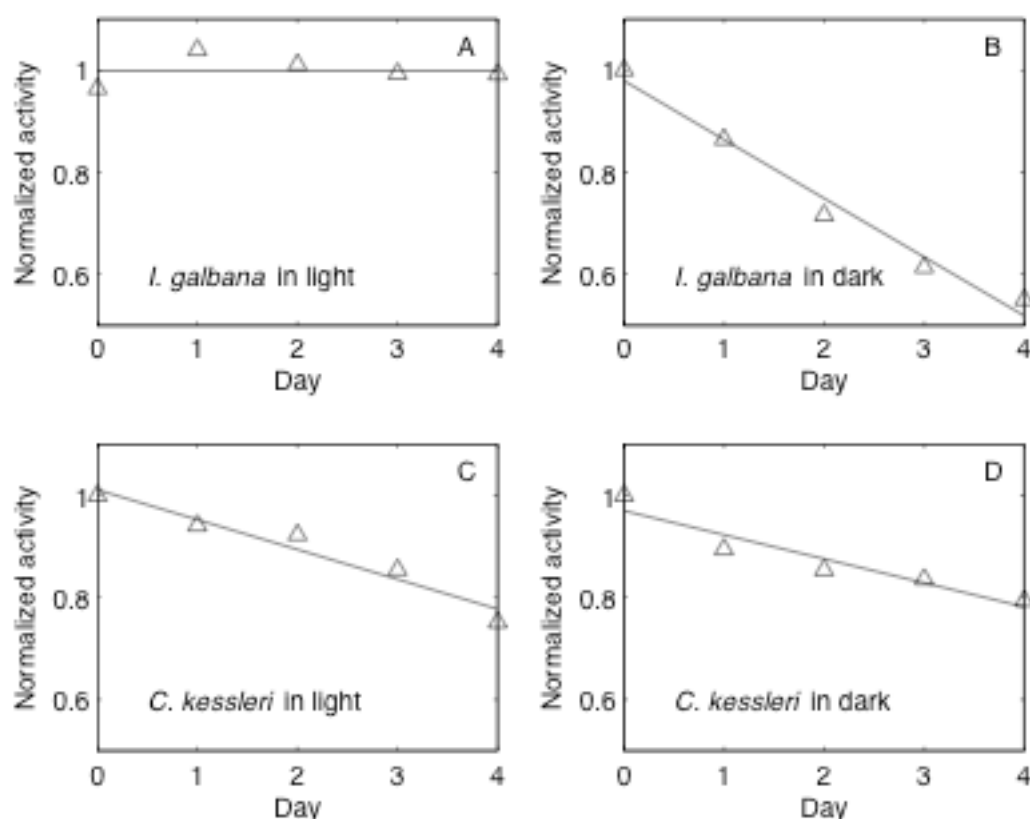 A
Normalized activity
1
0.8
0.6
I. galbana in light
0 1 2 3 4
Day
B
Normalized activity
1
0.8
0.6
I. galbana in dark
0 1 2 3 4
Day
C
Normalized activity
1
0.8
0.6
C. kessleri in light
0 1 2 3 4
Day
D
Normalized activity
1
0.8
0.6
C. kessleri in dark
0 1 2 3 4
Day